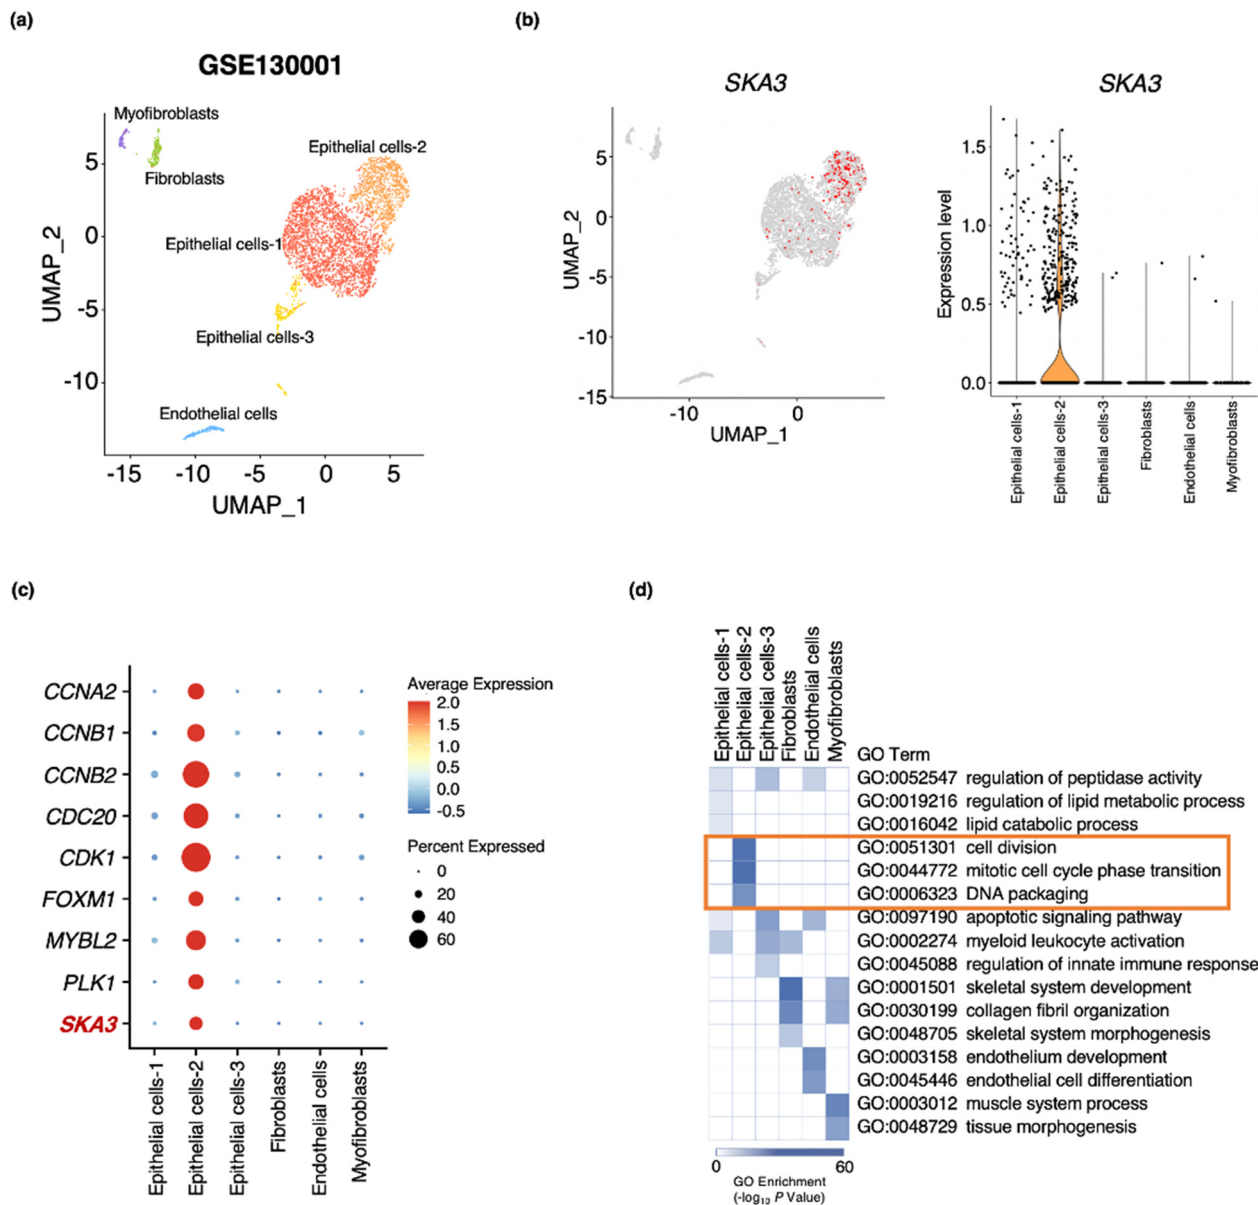 (a)
GSE130001
Myofibroblasts
Fibroblasts
Epithelial cells-2
Epithelial cells-1
Epithelial cells-3
Endothelial cells
UMAP_2
5
0
-5
-10
-15 -10 -5 0 5
UMAP_1
(b)
SKA3
UMAP_2
5
0
-5
-10
-15
-10 0
UMAP_1
SKA3
Expression level
1.5
1.0
0.5
0.0
Epithelial cells-1
Epithelial cells-2
Epithelial cells-3
Fibroblasts
Endothelial cells
Myofibroblasts
(c)
CCNA2
CCNB1
CCNB2
CDC20
CDK1
FOXM1
MYBL2
PLK1
SKA3
Epithelial cells-1
Epithelial cells-2
Epithelial cells-3
Fibroblasts
Endothelial cells
Myofibroblasts
Average Expression
2.0
1.5
1.0
0.5
0.0
-0.5
Percent Expressed
0
20
40
60
(d)
Epithelial cells-1
Epithelial cells-2
Epithelial cells-3
Fibroblasts
Endothelial cells
Myofibroblasts
GO Term
GO:0052547 regulation of peptidase activity
GO:0019216 regulation of lipid metabolic process
GO:0016042 lipid catabolic process
GO:0051301 cell division
GO:0044772 mitotic cell cycle phase transition
GO:0006323 DNA packaging
GO:0097190 apoptotic signaling pathway
GO:0002274 myeloid leukocyte activation
GO:0045088 regulation of innate immune response
GO:0001501 skeletal system development
GO:0030199 collagen fibril organization
GO:0048705 skeletal system morphogenesis
GO:0003158 endothelium development
GO:0045446 endothelial cell differentiation
GO:0003012 muscle system process
GO:0048729 tissue morphogenesis
0 60
GO Enrichment
(-log₁₀ P Value)